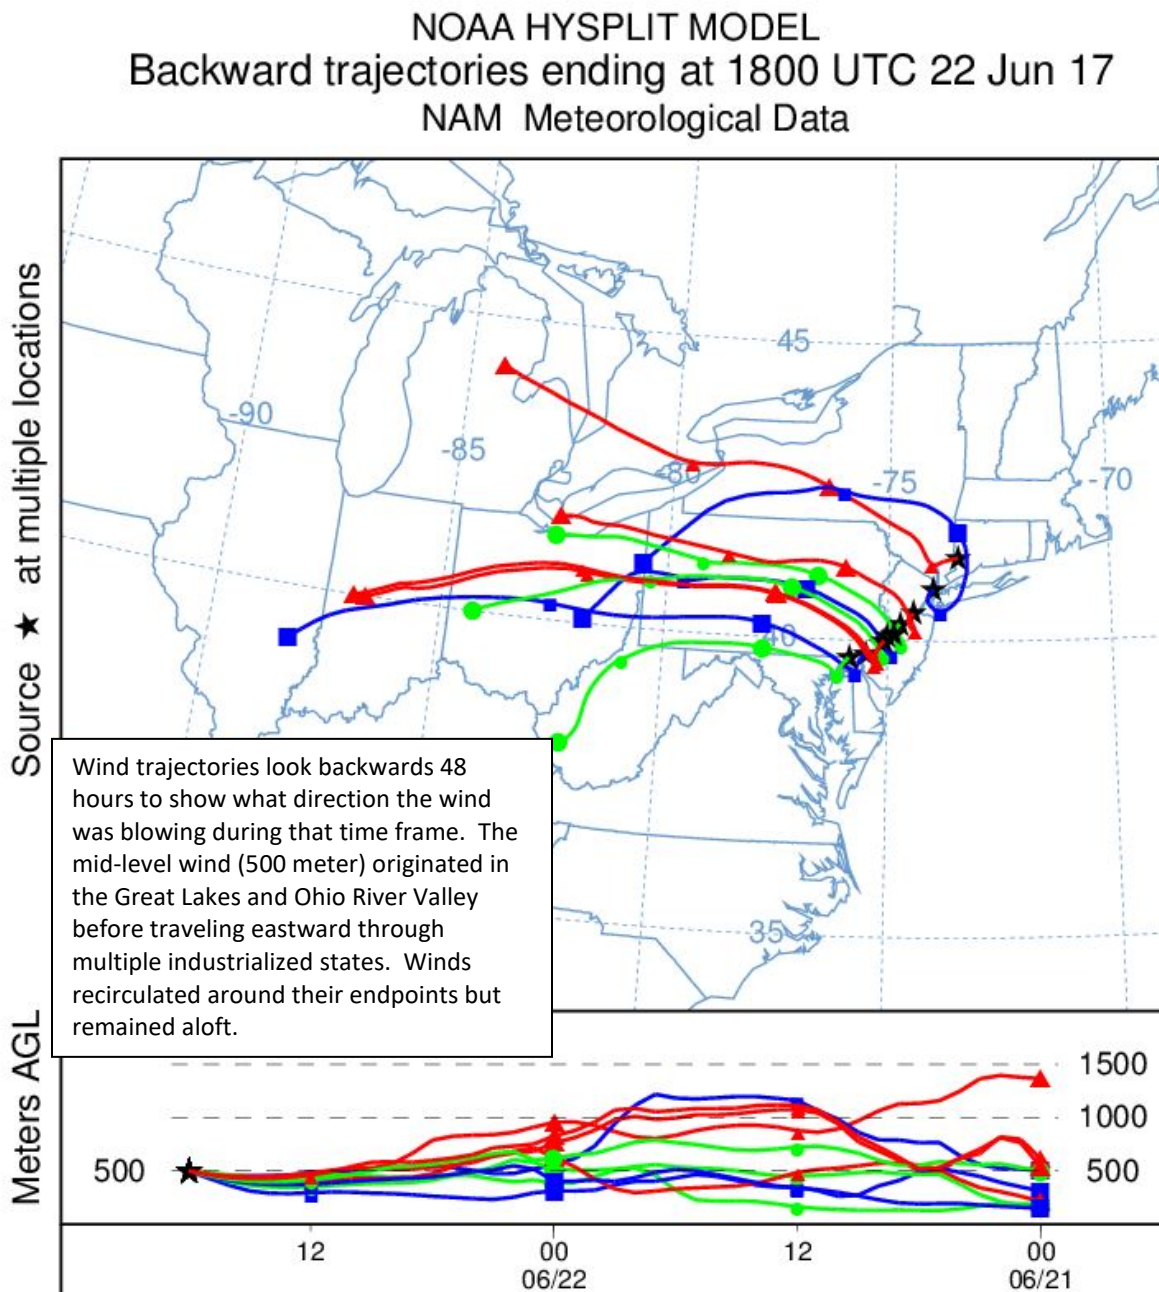 NOAA HYSPLIT MODEL
Backward trajectories ending at 1800 UTC 22 Jun 17
NAM Meteorological Data
Source ★ at multiple locations
45
-90
-85
-80
-75
-70
40
35
Wind trajectories look backwards 48
hours to show what direction the wind
was blowing during that time frame. The
mid-level wind (500 meter) originated in
the Great Lakes and Ohio River Valley
before traveling eastward through
multiple industrialized states. Winds
recirculated around their endpoints but
remained aloft.
Meters AGL
1500
1000
500
500
12
00
12
00
06/22
06/21